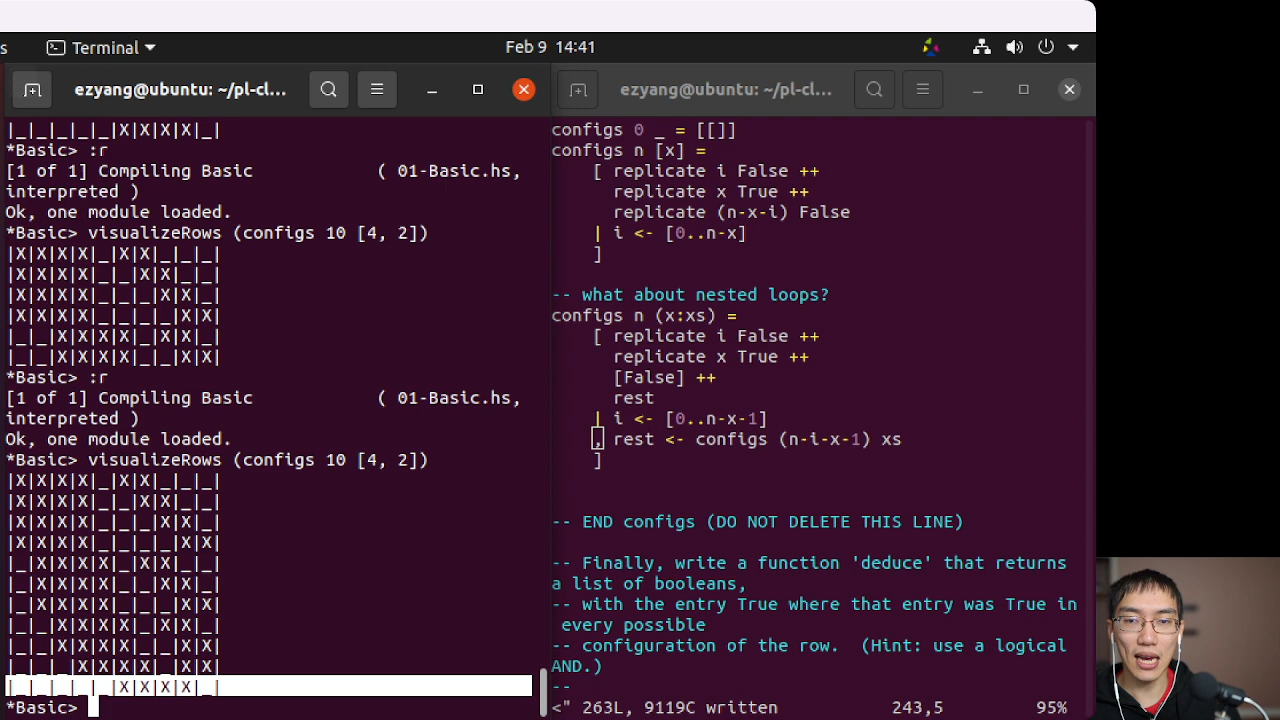 s Terminal Feb 9 14:41
ezyang@ubuntu: ~/pl-cl...
|_|_|_|_|_|X|X|X|X|_|
*Basic> :r
[1 of 1] Compiling Basic ( 01-Basic.hs,
interpreted )
Ok, one module loaded.
*Basic> visualizeRows (configs 10 [4, 2])
|X|X|X|X|_|X|X|_|_|_|
|X|X|X|X|_|_|X|X|_|_|
|X|X|X|X|_|_|_|X|X|_|
|X|X|X|X|_|_|_|_|X|X|
|_|_|X|X|X|X|_|X|X|_|
|_|_|X|X|X|X|_|_|X|X|
*Basic> :r
[1 of 1] Compiling Basic ( 01-Basic.hs,
interpreted )
Ok, one module loaded.
*Basic> visualizeRows (configs 10 [4, 2])
|X|X|X|X|_|X|X|_|_|_|
|X|X|X|X|_|_|X|X|_|_|
|X|X|X|X|_|_|_|X|X|_|
|X|X|X|X|_|_|_|_|X|X|
|_|X|X|X|X|_|X|X|_|_|
|_|X|X|X|X|_|_|X|X|_|
|_|X|X|X|X|_|_|_|X|X|
|_|_|X|X|X|X|_|X|X|_|
|_|_|X|X|X|X|_|_|X|X|
|_|_|_|X|X|X|X|_|X|X|
|_|_|_|_|_|X|X|X|X|_|
*Basic>
ezyang@ubuntu: ~/pl-cl...
configs 0 _ = [[]]
configs n [x] =
[ replicate i False ++
replicate x True ++
replicate (n-x-i) False
| i <- [0..n-x]
]
-- what about nested loops?
configs n (x:xs) =
[ replicate i False ++
replicate x True ++
[False] ++
rest
| i <- [0..n-x-1]
, rest <- configs (n-i-x-1) xs
]
-- END configs (DO NOT DELETE THIS LINE)
-- Finally, write a function 'deduce' that returns
a list of booleans,
-- with the entry True where that entry was True in
every possible
-- configuration of the row. (Hint: use a logical
AND.)
--
<" 263L, 9119C written 243,5 95%